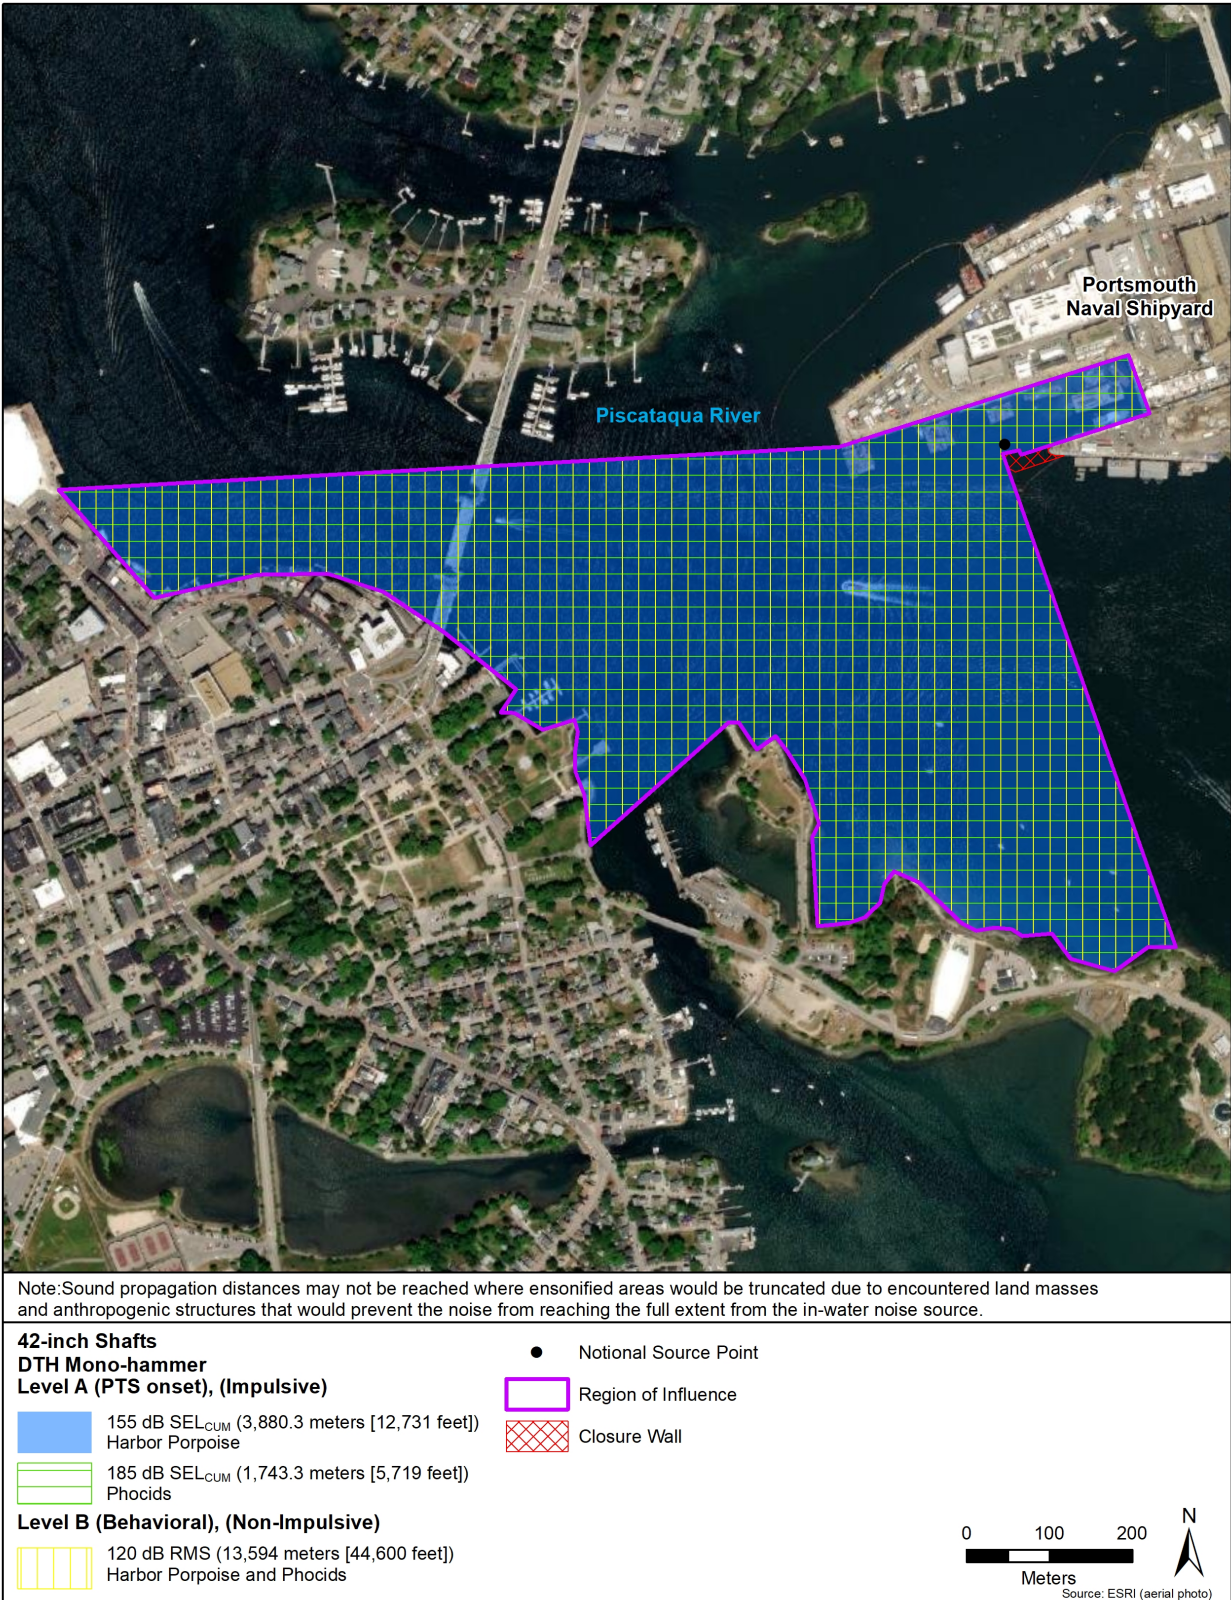 Portsmouth
Naval Shipyard
Piscataqua River
Note:Sound propagation distances may not be reached where ensonified areas would be truncated due to encountered land masses
and anthropogenic structures that would prevent the noise from reaching the full extent from the in-water noise source.
42-inch Shafts
DTH Mono-hammer
Level A (PTS onset), (Impulsive)
155 dB SELCUM (3,880.3 meters [12,731 feet])
Harbor Porpoise
185 dB SELCUM (1,743.3 meters [5,719 feet])
Phocids
Level B (Behavioral), (Non-Impulsive)
120 dB RMS (13,594 meters [44,600 feet])
Harbor Porpoise and Phocids
Notional Source Point
Region of Influence
Closure Wall
N
0 100 200
Meters
Source: ESRI (aerial photo)